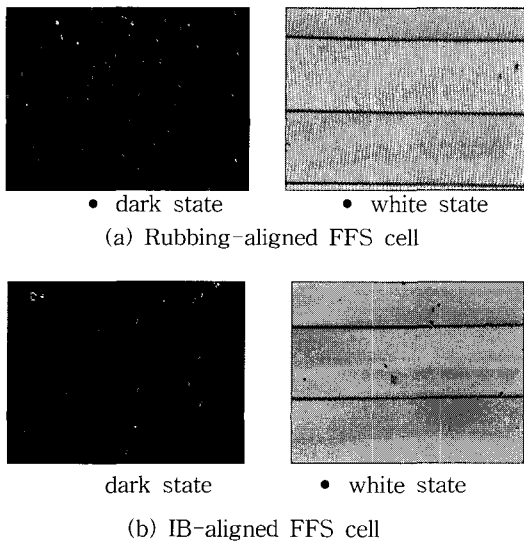 • dark state • white state
(a) Rubbing-aligned FFS cell
dark state • white state
(b) IB-aligned FFS cell